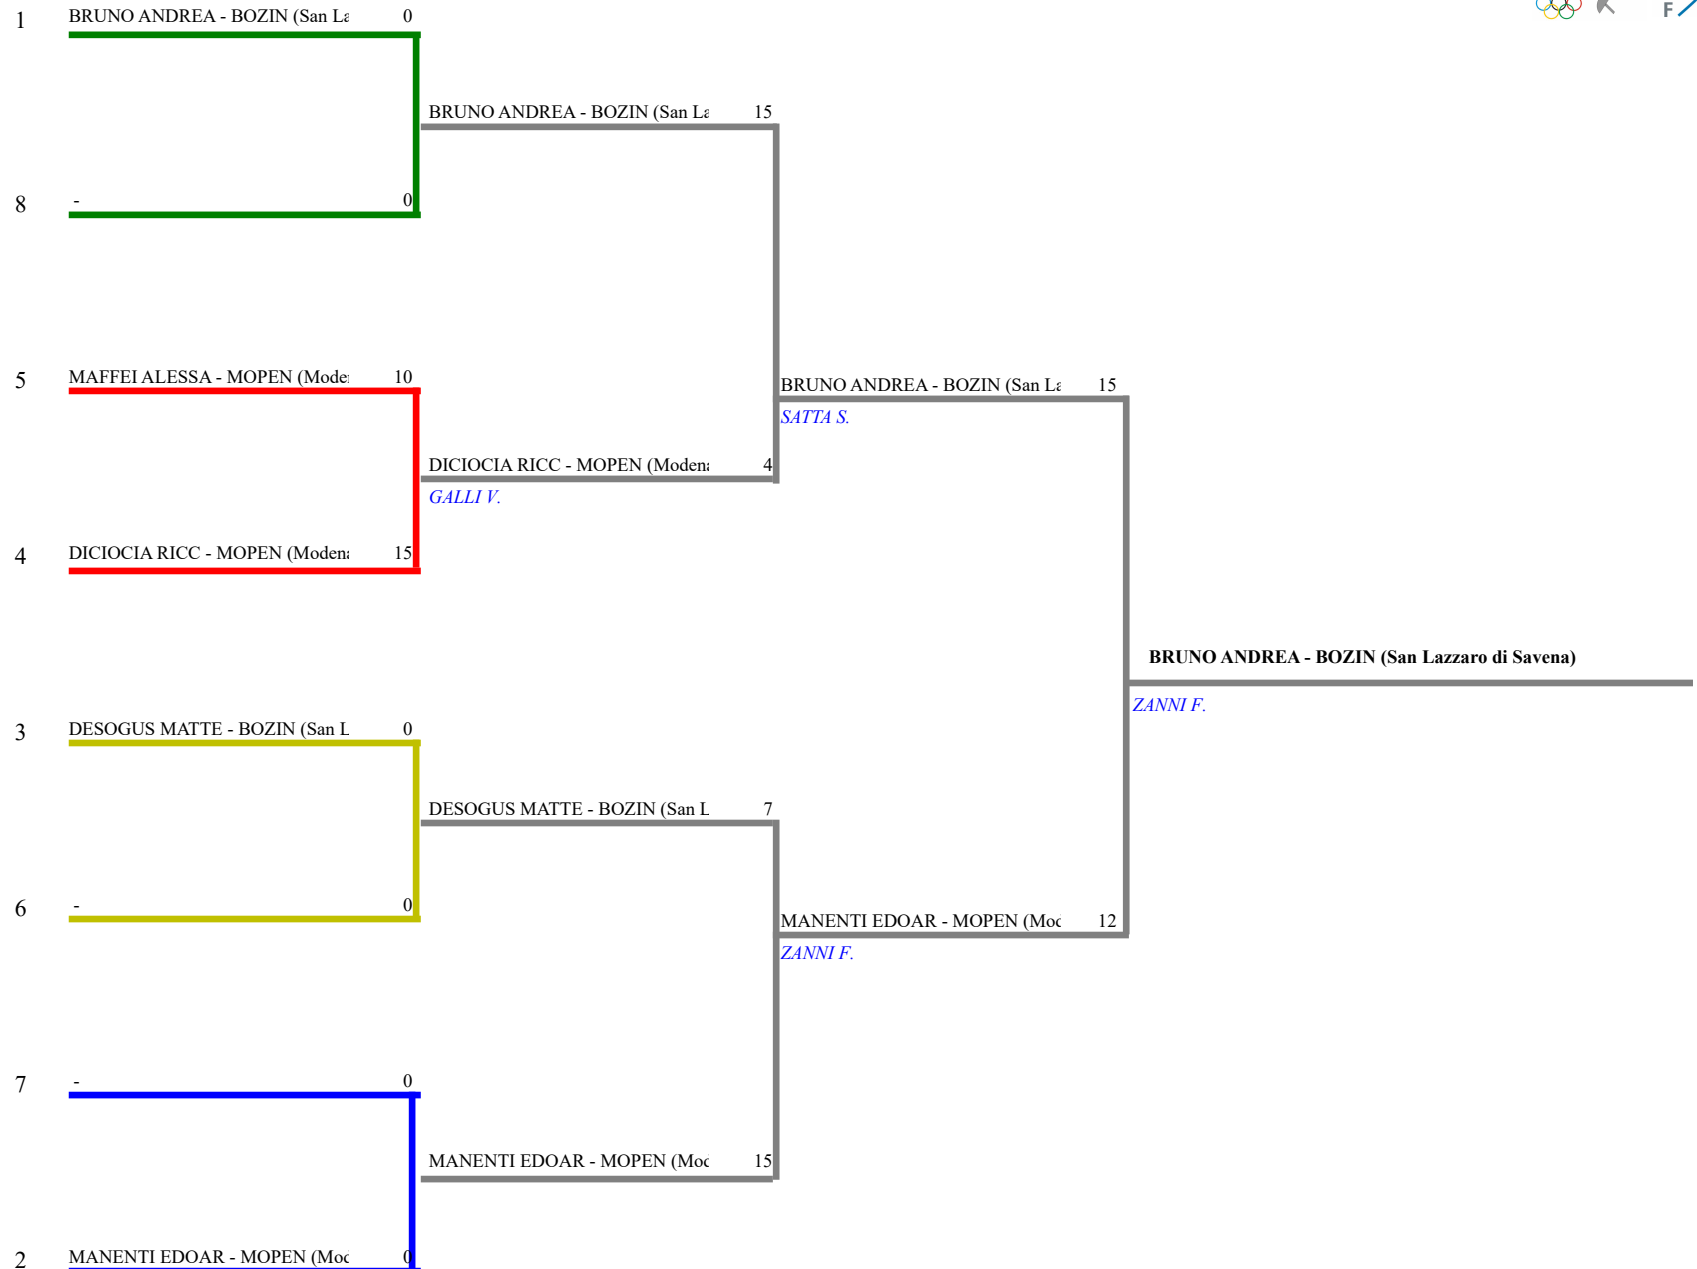 1 BRUNO ANDREA - BOZIN (San La 0
BRUNO ANDREA - BOZIN (San La 15
8 - 0
5 MAFFEI ALESSA - MOPEN (Mode 10
BRUNO ANDREA - BOZIN (San La 15
SATTA S.
DICIOCIA RICC - MOPEN (Modena 4
GALLI V.
4 DICIOCIA RICC - MOPEN (Modena 15
BRUNO ANDREA - BOZIN (San Lazzaro di Savena)
ZANNI F.
3 DESOGUS MATTE - BOZIN (San L 0
DESOGUS MATTE - BOZIN (San L 7
6 - 0
MANENTI EDOAR - MOPEN (Mod 12
ZANNI F.
7 - 0
MANENTI EDOAR - MOPEN (Mod 15
2 MANENTI EDOAR - MOPEN (Mod 0
F